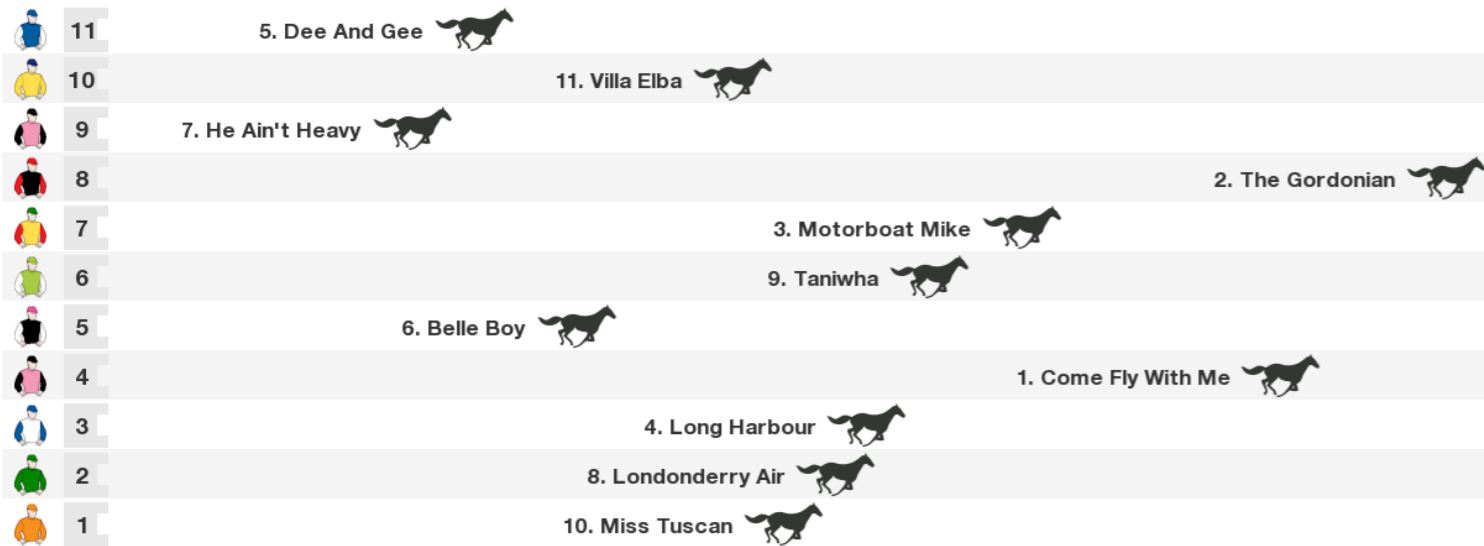 11 5. Dee And Gee
10 11. Villa Elba
9 7. He Ain't Heavy
8 2. The Gordonian
7 3. Motorboat Mike
6 9. Taniwha
5 6. Belle Boy
4 1. Come Fly With Me
3 4. Long Harbour
2 8. Londonderry Air
1 10. Miss Tuscan